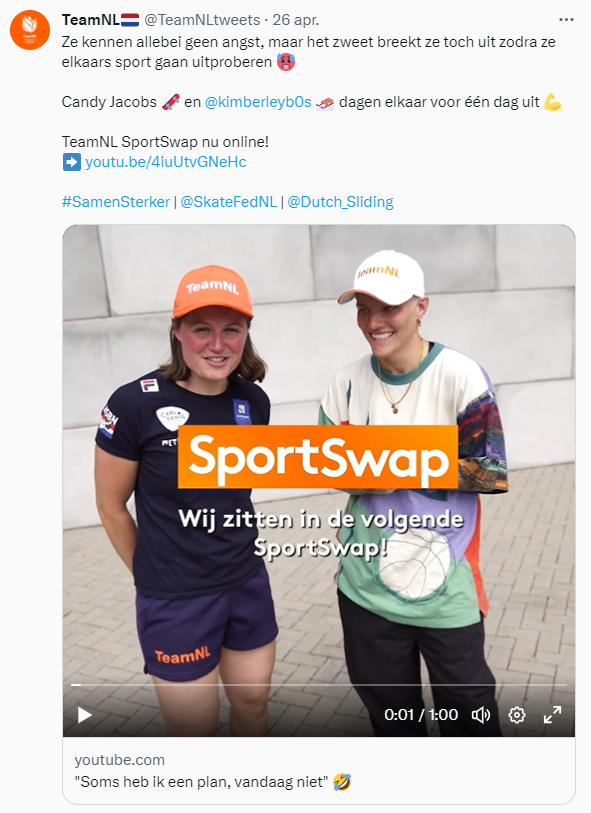 TeamNL🇳🇱 @TeamNLtweets · 26 apr.
Ze kennen allebei geen angst, maar het zweet breekt ze toch uit zodra ze
elkaars sport gaan uitproberen 🥵
Candy Jacobs 🛹 en @kimberleyb0s 🛷 dagen elkaar voor één dag uit 💪
TeamNL SportSwap nu online!
➡️ youtu.be/4iuUtvGNeHc
#SamenSterker | @SkateFedNL | @Dutch_Sliding
TeamNL
TeamNL
SportSwap
Wij zitten in de volgende
SportSwap!
TeamNL
0:01 / 1:00
youtube.com
"Soms heb ik een plan, vandaag niet" 🤣